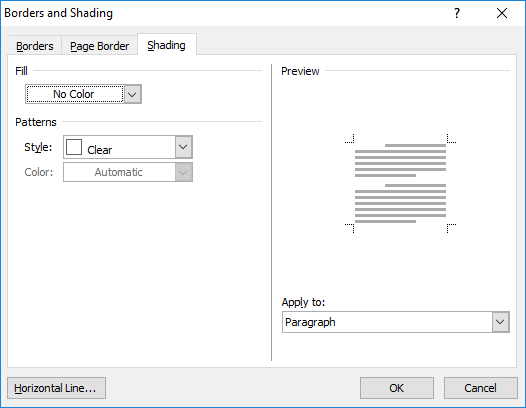 Borders and Shading
?
Borders Page Border Shading
Fill
No Color
Patterns
Style: Clear
Color: Automatic
Preview
Apply to:
Paragraph
Horizontal Line...
OK
Cancel